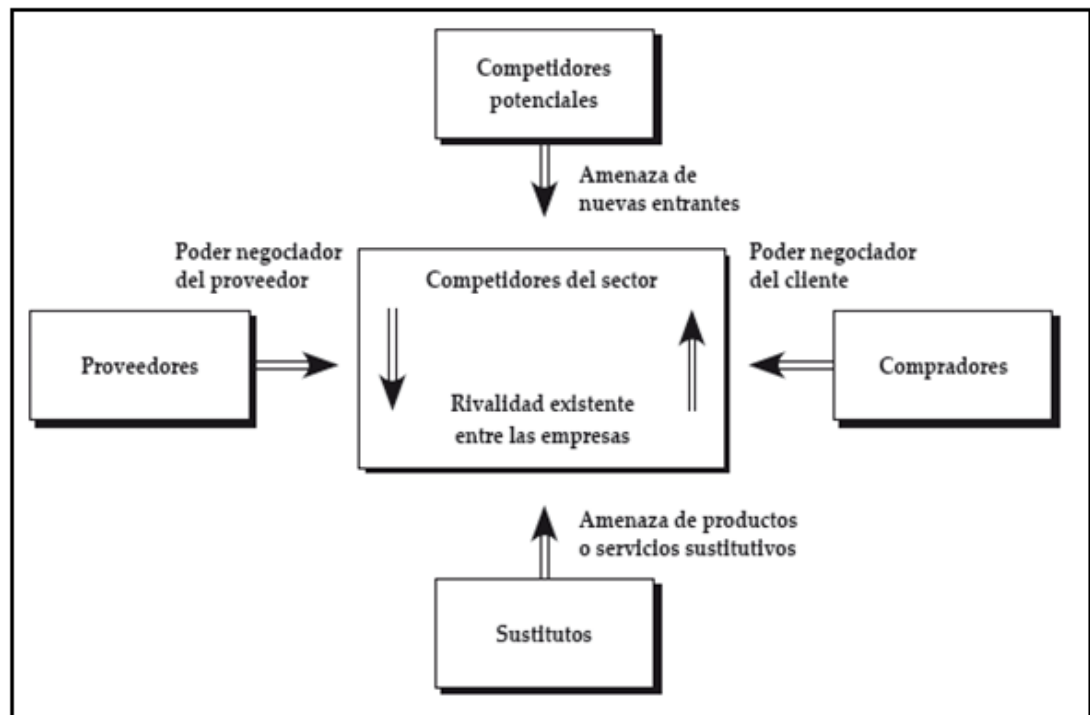 Competidores
potenciales
Amenaza de
nuevas entrantes
Poder negociador
del proveedor
Competidores del sector
Poder negociador
del cliente
Proveedores
Compradores
Rivalidad existente
entre las empresas
Amenaza de productos
o servicios sustitutivos
Sustitutos